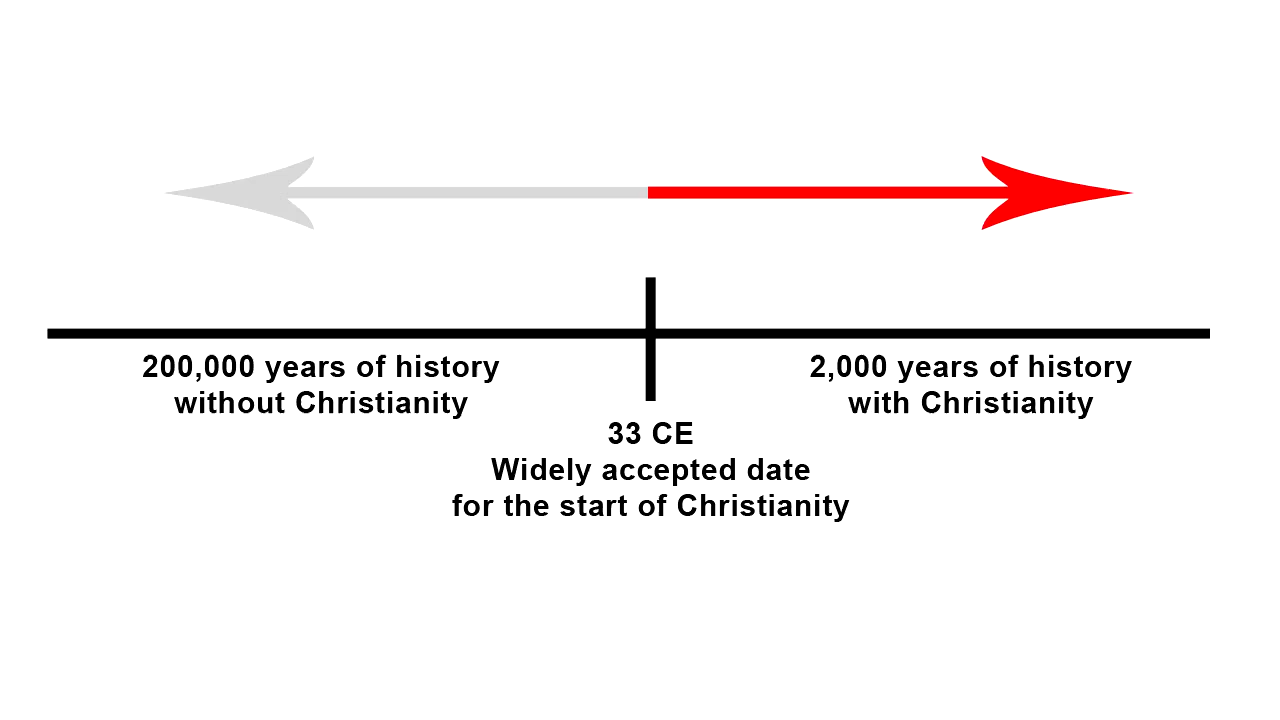 200,000 years of history
without Christianity
2,000 years of history
with Christianity
33 CE
Widely accepted date
for the start of Christianity